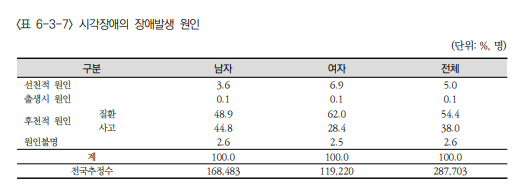 <표 6-3-7> 시각장애의 장애발생 원인
(단위: %, 명)
구분 남자 여자 전체
선천적 원인 3.6 6.9 5.0
출생시 원인 0.1 0.1 0.1
후천적 원인 질환 48.9 62.0 54.4
사고 44.8 28.4 38.0
원인불명 2.6 2.5 2.6
계 100.0 100.0 100.0
전국추정수 168,483 119,220 287,703